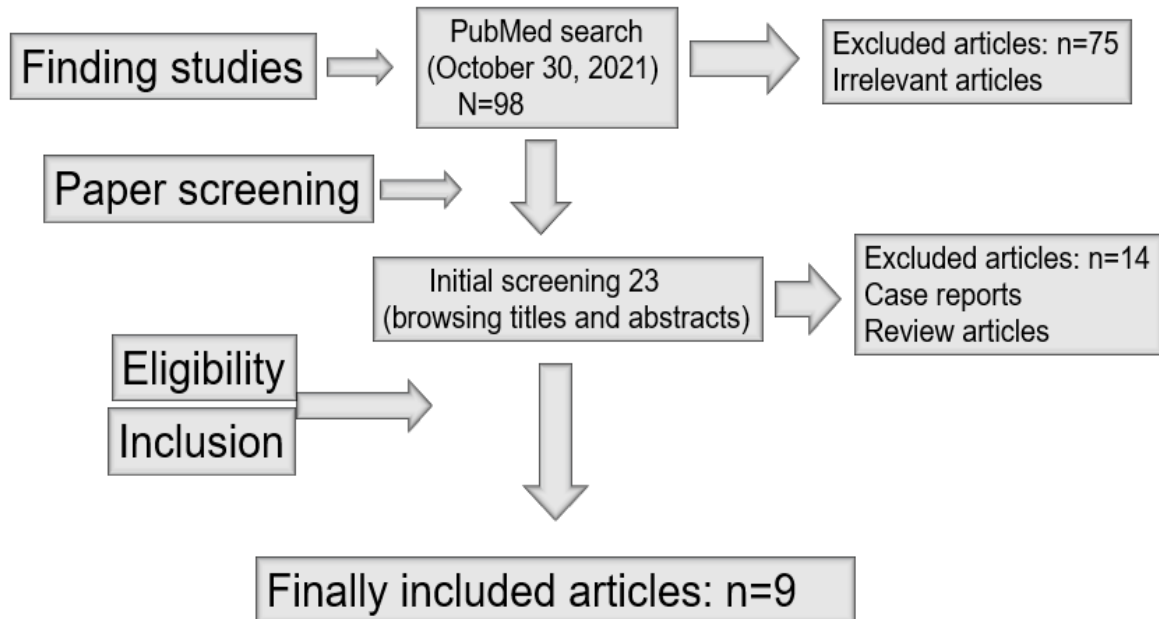 Finding studies
PubMed search
(October 30, 2021)
N=98
Excluded articles: n=75
Irrelevant articles
Paper screening
Initial screening 23
(browsing titles and abstracts)
Excluded articles: n=14
Case reports
Review articles
Eligibility
Inclusion
Finally included articles: n=9